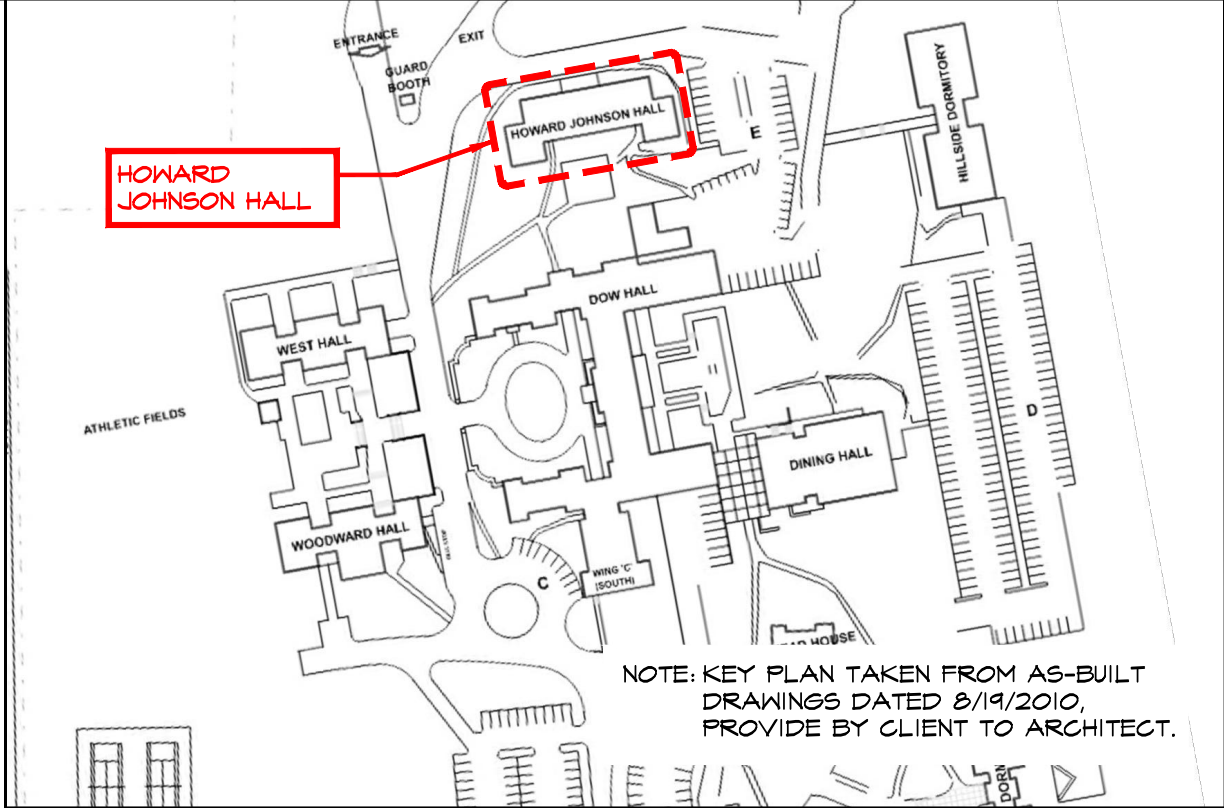 ENTRANCE
EXIT
GUARD
BOOTH
HOWARD JOHNSON HALL
E
HILLSIDE DORMITORY
HOWARD
JOHNSON HALL
DOW HALL
WEST HALL
ATHLETIC FIELDS
D
DINING HALL
WOODWARD HALL
WING 'C'
(SOUTH)
C
HOUSE
NOTE: KEY PLAN TAKEN FROM AS-BUILT
DRAWINGS DATED 8/19/2010,
PROVIDE BY CLIENT TO ARCHITECT.
DORM